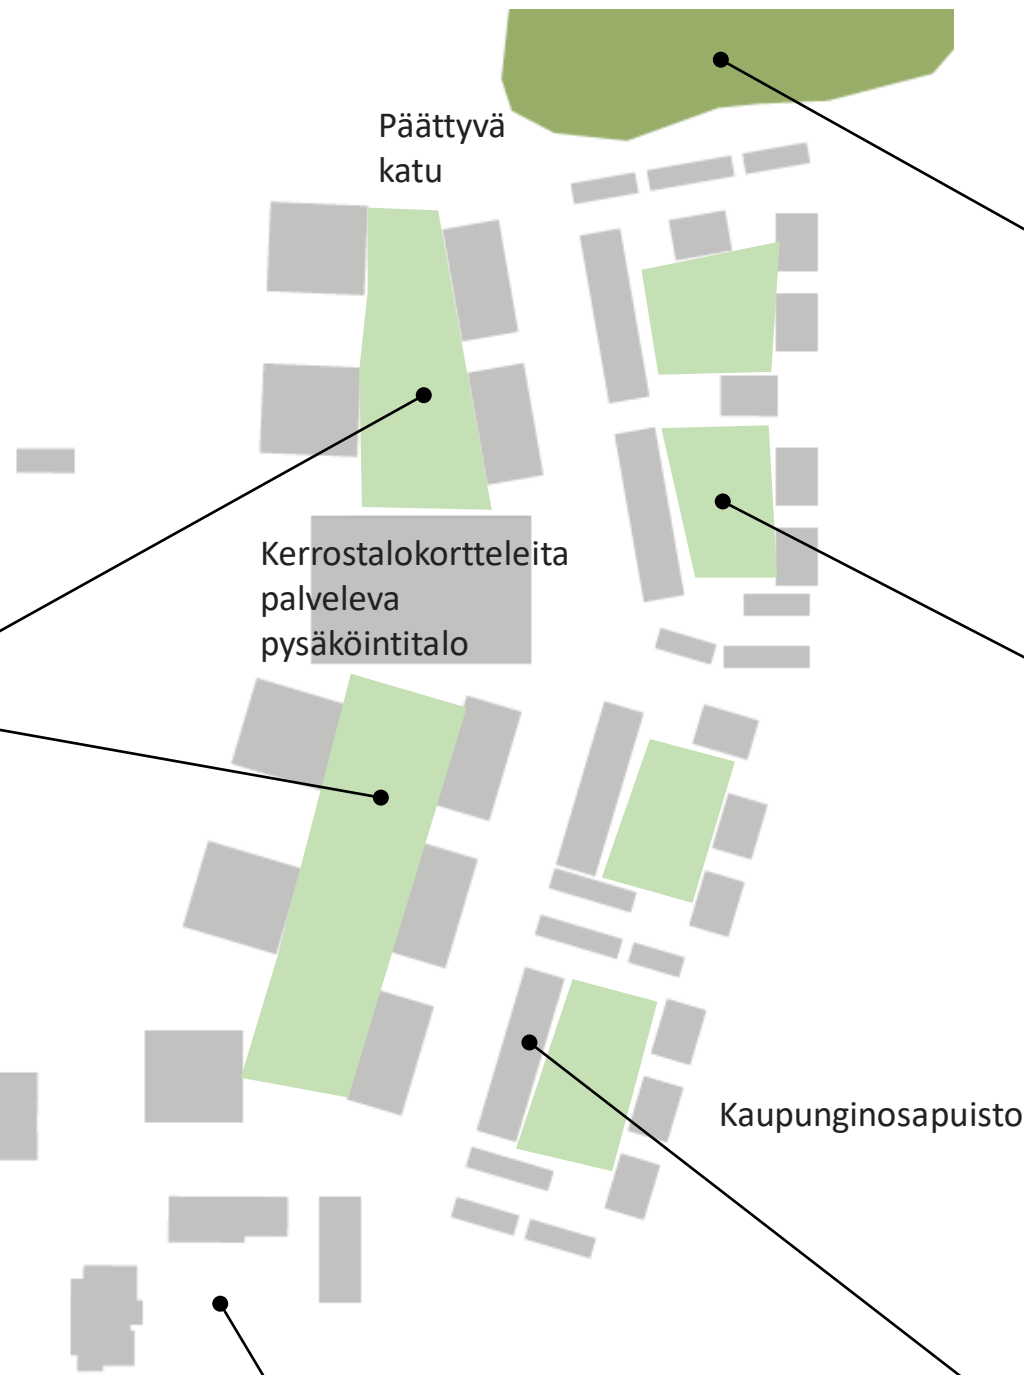 Päättyvä
katu
Kerrostalokortteleita
palveleva
pysäköintitalo
Kaupunginosapuisto